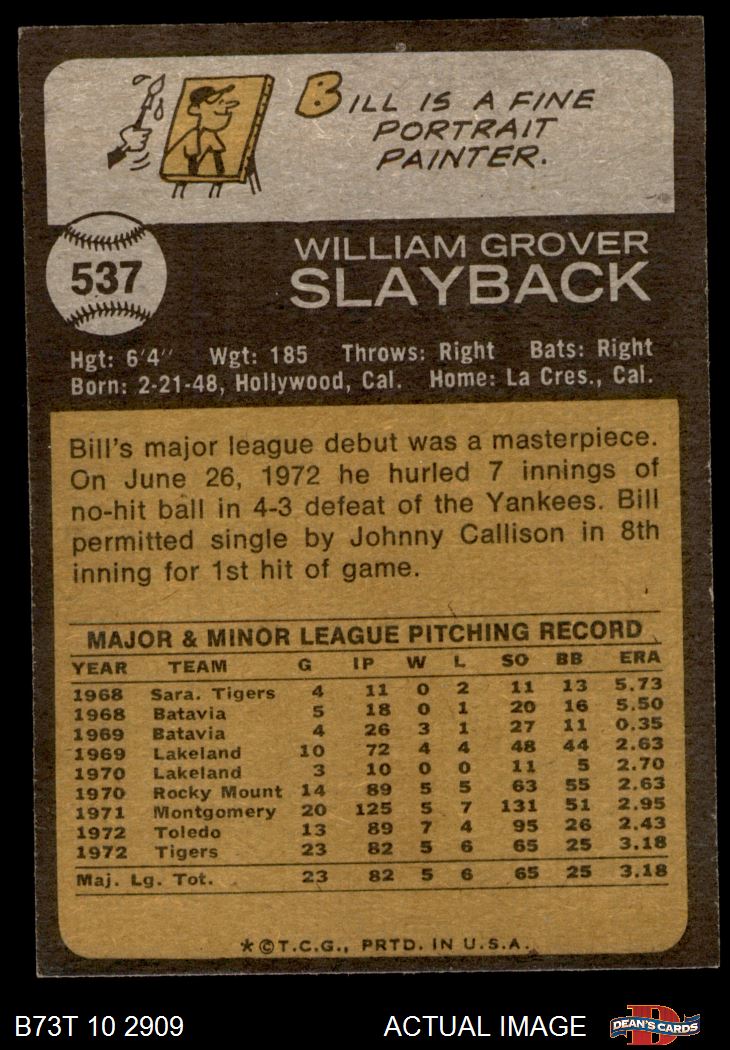 BILL IS A FINE
PORTRAIT
PAINTER.
537
WILLIAM GROVER
SLAYBACK
Hgt: 6'4" Wgt: 185 Throws: Right Bats: Right
Born: 2-21-48, Hollywood, Cal. Home: La Cres., Cal.
Bill's major league debut was a masterpiece.
On June 26, 1972 he hurled 7 innings of
no-hit ball in 4-3 defeat of the Yankees. Bill
permitted single by Johnny Callison in 8th
inning for 1st hit of game.
MAJOR & MINOR LEAGUE PITCHING RECORD
YEAR TEAM G IP W L SO BB ERA
1968 Sara. Tigers 4 11 0 2 11 13 5.73
1968 Batavia 5 18 0 1 20 16 5.50
1969 Batavia 4 26 3 1 27 11 0.35
1969 Lakeland 10 72 4 4 48 44 2.63
1970 Lakeland 3 10 0 0 11 5 2.70
1970 Rocky Mount 14 89 5 5 63 55 2.63
1971 Montgomery 20 125 5 7 131 51 2.95
1972 Toledo 13 89 7 4 95 26 2.43
1972 Tigers 23 82 5 6 65 25 3.18
Maj. Lg. Tot. 23 82 5 6 65 25 3.18
*©T.C.G., PRTD. IN U.S.A.
B73T 10 2909 ACTUAL IMAGE
D
DEAN'S CARDS